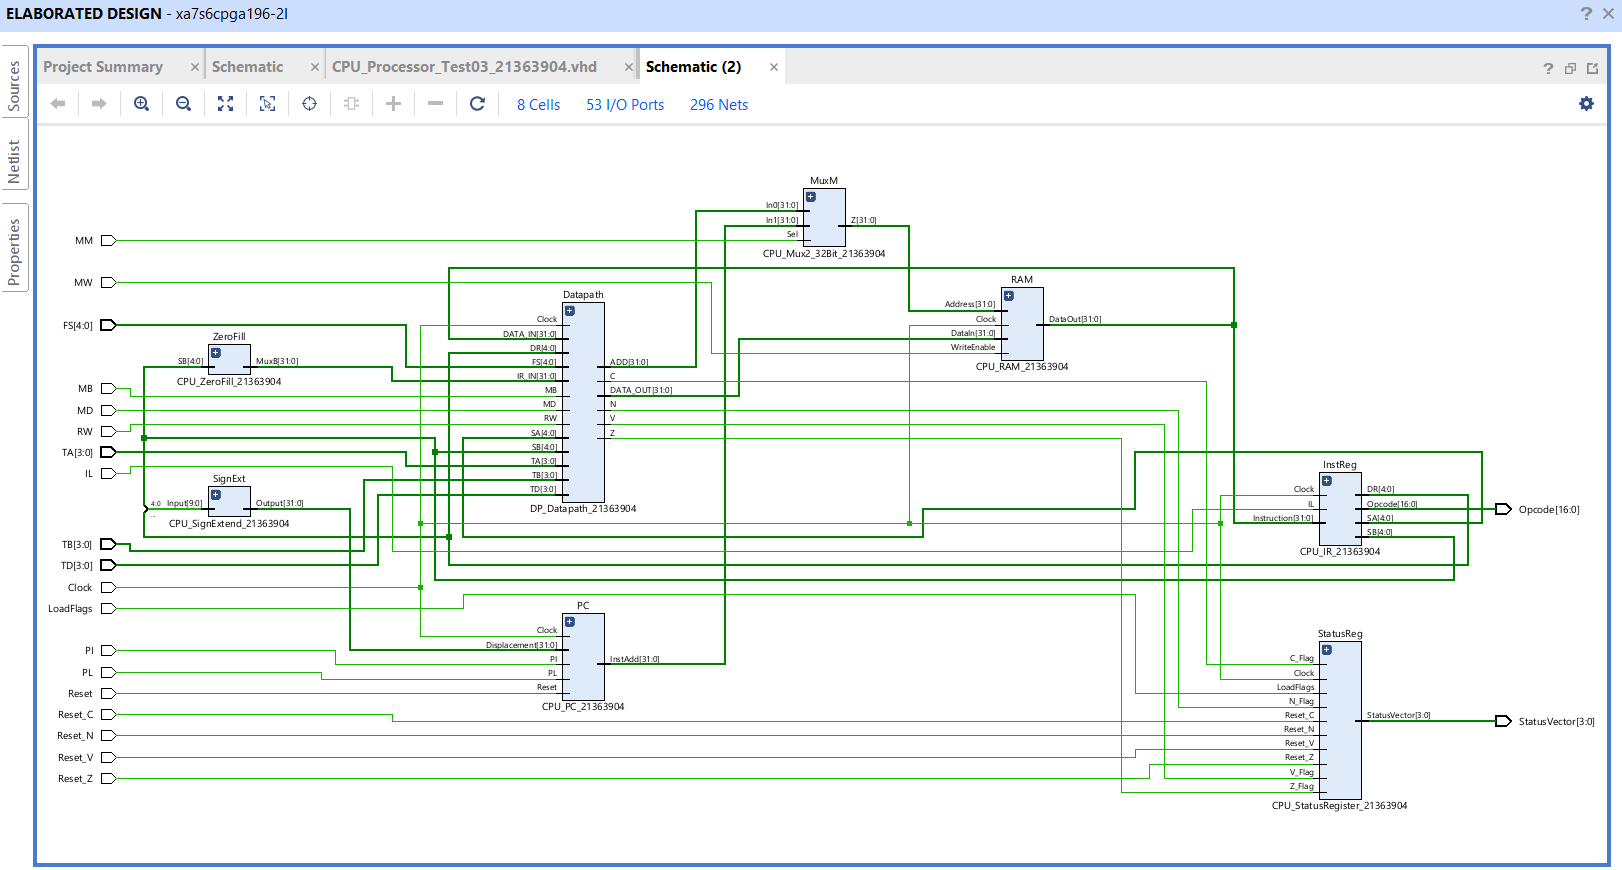 ELABORATED DESIGN - xa7s6cpga196-2I
Sources
Netlist
Properties
Project Summary
Schematic
CPU_Processor_Test03_21363904.vhd
Schematic (2)
8 Cells
53 I/O Ports
296 Nets
MM
MW
FS[4:0]
MB
MD
RW
TA[3:0]
IL
TB[3:0]
TD[3:0]
Clock
LoadFlags
PI
PL
Reset
Reset_C
Reset_N
Reset_V
Reset_Z
ZeroFill
SB[4:0]
MuxB[31:0]
CPU_ZeroFill_21363904
SignExt
4:0
Input[9:0]
Output[31:0]
CPU_SignExtend_21363904
Datapath
Clock
DATA_IN[31:0]
DR[4:0]
FS[4:0]
IR_IN[31:0]
MB
MD
RW
SA[4:0]
SB[4:0]
TA[3:0]
TB[3:0]
TD[3:0]
ADD[31:0]
C
DATA_OUT[31:0]
N
V
Z
DP_Datapath_21363904
PC
Clock
Displacement[31:0]
PI
PL
Reset
InstAdd[31:0]
CPU_PC_21363904
MuxM
In0[31:0]
In1[31:0]
Sel
Z[31:0]
CPU_Mux2_32Bit_21363904
RAM
Address[31:0]
Clock
DataIn[31:0]
WriteEnable
DataOut[31:0]
CPU_RAM_21363904
InstReg
Clock
IL
Instruction[31:0]
DR[4:0]
Opcode[16:0]
SA[4:0]
SB[4:0]
CPU_IR_21363904
Opcode[16:0]
StatusReg
C_Flag
Clock
LoadFlags
N_Flag
Reset_C
Reset_N
Reset_V
Reset_Z
V_Flag
Z_Flag
StatusVector[3:0]
CPU_StatusRegister_21363904
StatusVector[3:0]